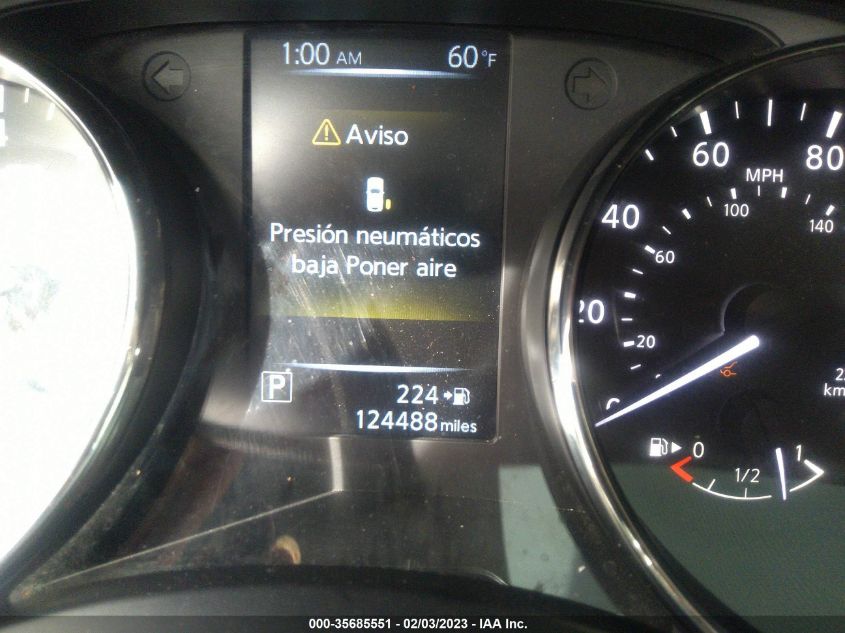 1:00 AM 60°F
Aviso
Presión neumáticos
baja Poner aire
P
224
124488 miles
20 40 60 80
MPH
20 60 100 140
km
0 1/2 1
000-35685551 — 02/03/2023 — IAA Inc.